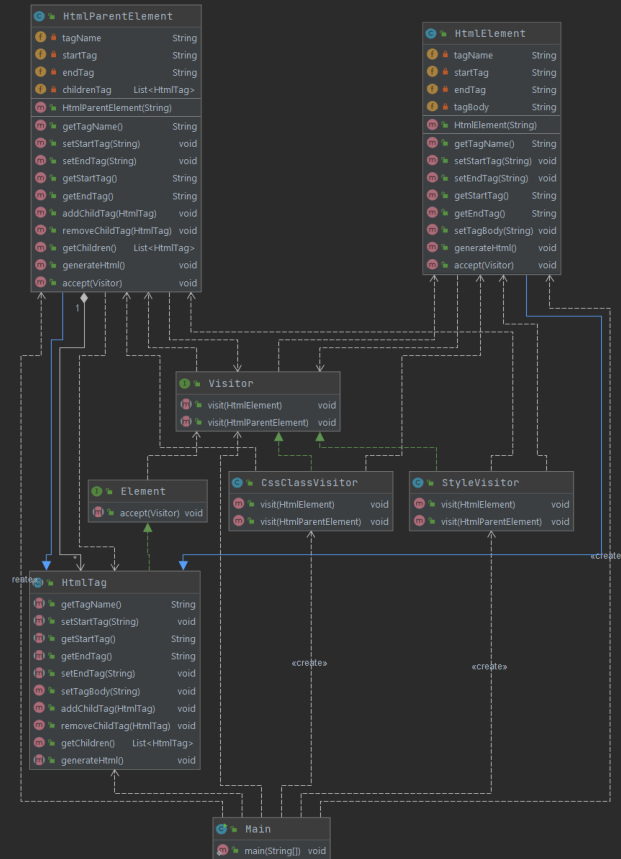 HtmlParentElement
tagName String
startTag String
endTag String
childrenTag List<HtmlTag>
HtmlParentElement(String)
getTagName() String
setStartTag(String) void
setEndTag(String) void
getStartTag() String
getEndTag() String
addChildTag(HtmlTag) void
removeChildTag(HtmlTag) void
getChildren() List<HtmlTag>
generateHtml() void
accept(Visitor) void
HtmlElement
tagName String
startTag String
endTag String
tagBody String
HtmlElement(String)
getTagName() String
setStartTag(String) void
setEndTag(String) void
getStartTag() String
getEndTag() String
setTagBody(String) void
generateHtml() void
accept(Visitor) void
1
Visitor
visit(HtmlElement) void
visit(HtmlParentElement) void
Element
accept(Visitor) void
CssClassVisitor
visit(HtmlElement) void
visit(HtmlParentElement) void
StyleVisitor
visit(HtmlElement) void
visit(HtmlParentElement) void
*
«create»
reate»
HtmlTag
getTagName() String
setStartTag(String) void
getStartTag() String
getEndTag() String
setEndTag(String) void
setTagBody(String) void
addChildTag(HtmlTag) void
removeChildTag(HtmlTag) void
getChildren() List<HtmlTag>
generateHtml() void
«create»
«create»
Main
main(String[]) void